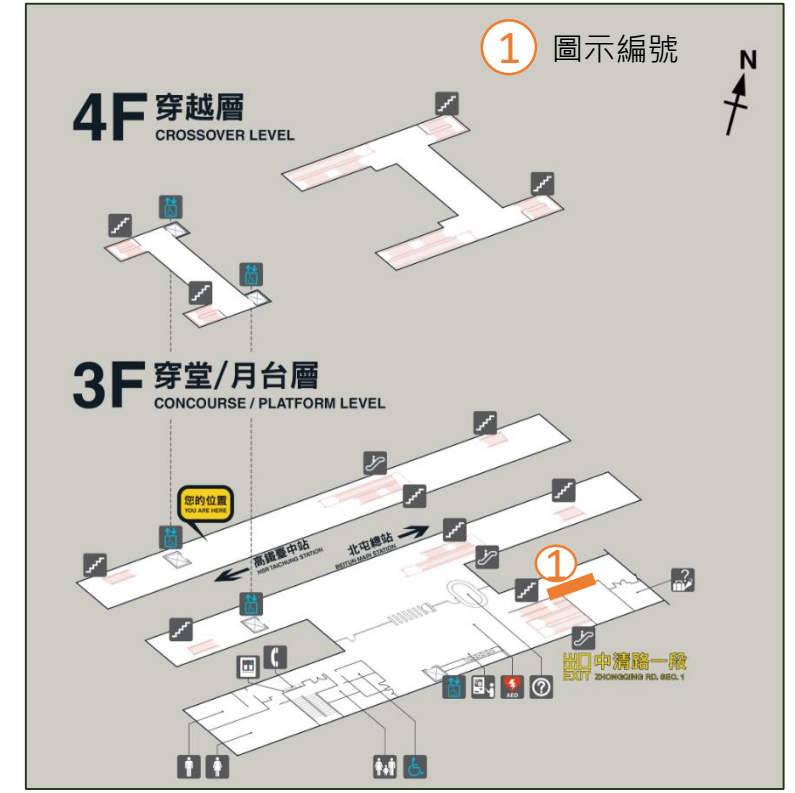 1 圖示編號
N
4F 穿越層
CROSSOVER LEVEL
3F 穿堂/月台層
CONCOURSE / PLATFORM LEVEL
您的位置
YOU ARE HERE
高鐵臺中站
HSR TAICHUNG STATION
北屯總站
BEITUN MAIN STATION
1
?
出口 中清路一段
EXIT ZHONGQING RD. SEC. 1
AED
?